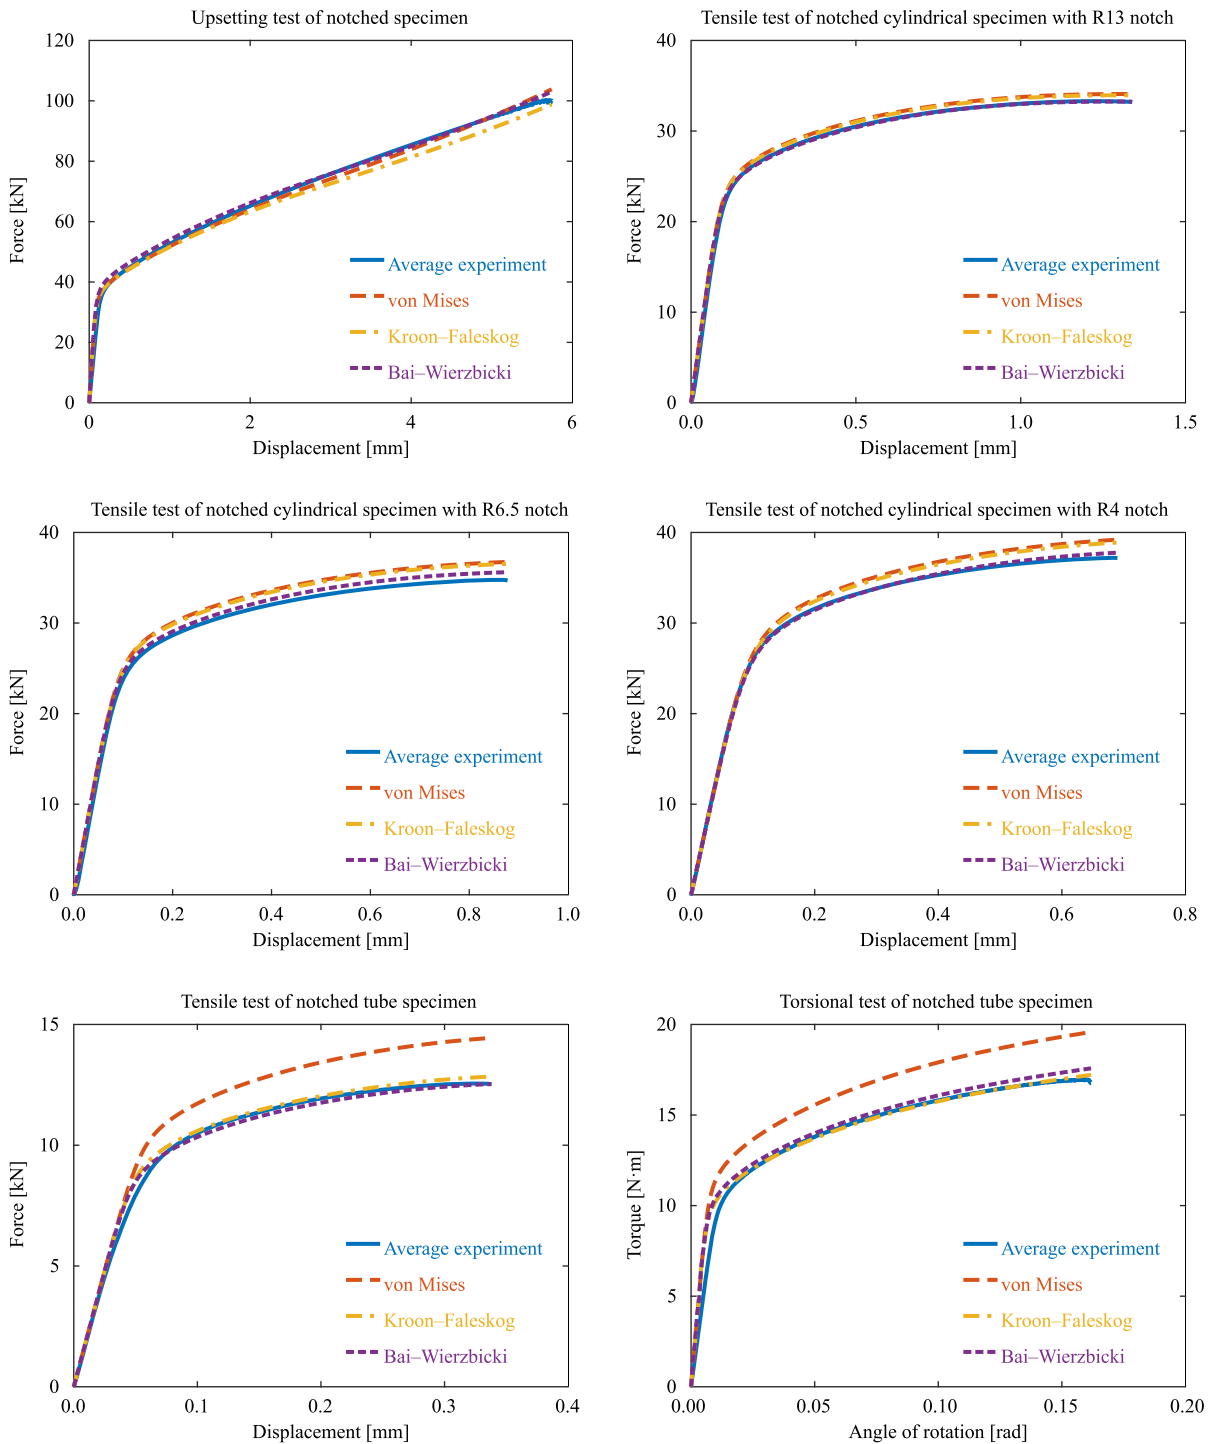 Upsetting test of notched specimen
120
100
80
60
40
20
0
0 2 4 6
Force [kN]
Displacement [mm]
Average experiment
von Mises
Kroon–Faleskog
Bai–Wierzbicki
Tensile test of notched cylindrical specimen with R13 notch
40
30
20
10
0
0.0 0.5 1.0 1.5
Force [kN]
Displacement [mm]
Average experiment
von Mises
Kroon–Faleskog
Bai–Wierzbicki
Tensile test of notched cylindrical specimen with R6.5 notch
40
30
20
10
0
0.0 0.2 0.4 0.6 0.8 1.0
Force [kN]
Displacement [mm]
Average experiment
von Mises
Kroon–Faleskog
Bai–Wierzbicki
Tensile test of notched cylindrical specimen with R4 notch
40
30
20
10
0
0.0 0.2 0.4 0.6 0.8
Force [kN]
Displacement [mm]
Average experiment
von Mises
Kroon–Faleskog
Bai–Wierzbicki
Tensile test of notched tube specimen
15
10
5
0
0.0 0.1 0.2 0.3 0.4
Force [kN]
Displacement [mm]
Average experiment
von Mises
Kroon–Faleskog
Bai–Wierzbicki
Torsional test of notched tube specimen
20
15
10
5
0
0.00 0.05 0.10 0.15 0.20
Torque [N·m]
Angle of rotation [rad]
Average experiment
von Mises
Kroon–Faleskog
Bai–Wierzbicki